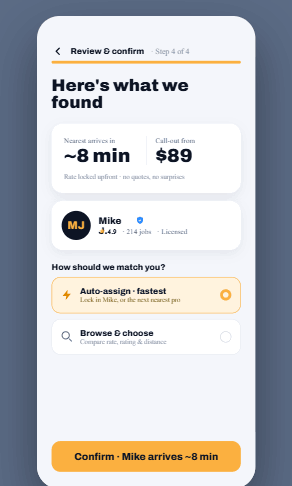 Review & confirm · Step 4 of 4
Here's what we
found
Nearest arrives in
~8 min
Call-out from
$89
Rate locked upfront · no quotes, no surprises
MJ
Mike
4.9 · 214 jobs · Licensed
How should we match you?
Auto-assign · fastest
Lock in Mike, or the next nearest pro
Browse & choose
Compare rate, rating & distance
Confirm · Mike arrives ~8 min